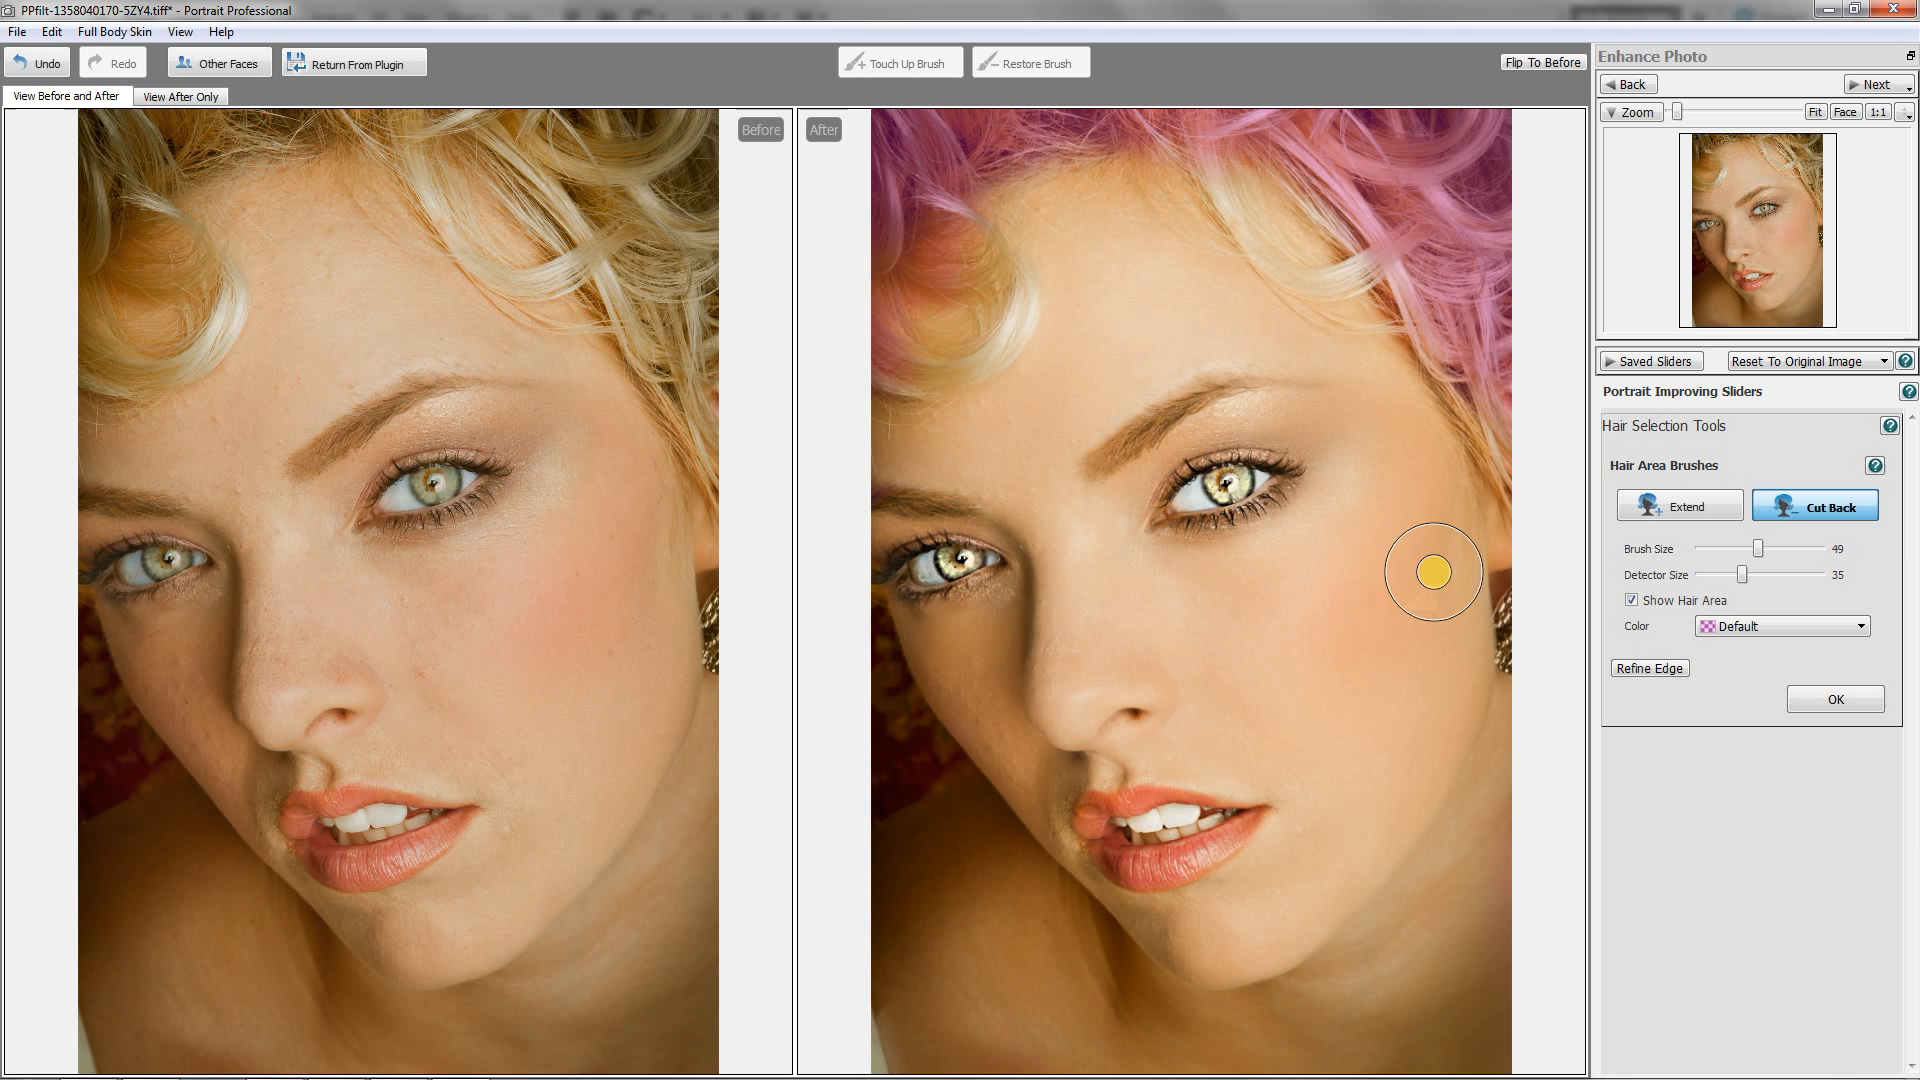 PPfilt-1358040170-5ZY4.tiff* - Portrait Professional
File Edit Full Body Skin View Help
Undo Redo Other Faces Return From Plugin Touch Up Brush Restore Brush Flip To Before
View Before and After View After Only
Before After
Enhance Photo
Back Next
Zoom Fit Face 1:1
Saved Sliders Reset To Original Image ?
Portrait Improving Sliders ?
Hair Selection Tools ?
Hair Area Brushes ?
Extend Cut Back
Brush Size 49
Detector Size 35
Show Hair Area
Color Default
Refine Edge
OK